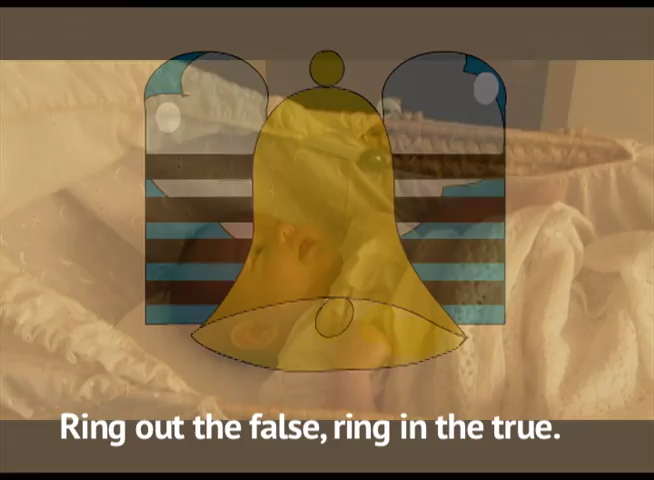 Ring out the false, ring in the true.